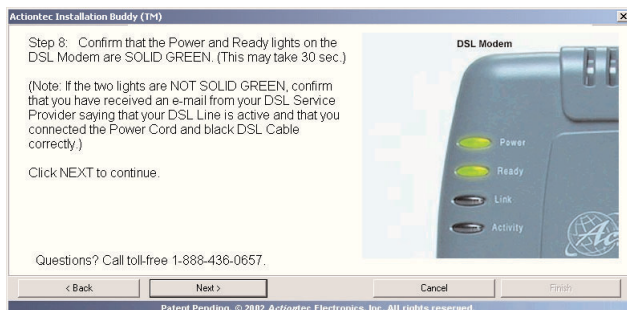 Actiontec Installation Buddy (TM)
Step 8: Confirm that the Power and Ready lights on the
DSL Modem are SOLID GREEN. (This may take 30 sec.)
(Note: If the two lights are NOT SOLID GREEN, confirm
that you have received an e-mail from your DSL Service
Provider saying that your DSL Line is active and that you
connected the Power Cord and black DSL Cable
correctly.)
Click NEXT to continue.
Questions? Call toll-free 1-888-436-0657.
DSL Modem
Power
Ready
Link
Activity
Ac
< Back
Next >
Cancel
Finish
Patent Pending. © 2002 Actiontec Electronics, Inc. All rights reserved.